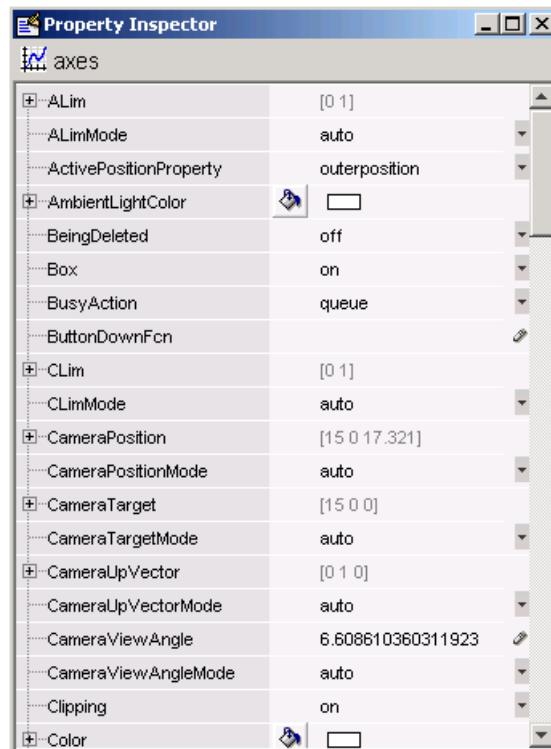 Property Inspector
axes
ALim [0 1]
ALimMode auto
ActivePositionProperty outerposition
AmbientLightColor
BeingDeleted off
Box on
BusyAction queue
ButtonDownFcn
CLim [0 1]
CLimMode auto
CameraPosition [15 0 17.321]
CameraPositionMode auto
CameraTarget [15 0 0]
CameraTargetMode auto
CameraUpVector [0 1 0]
CameraUpVectorMode auto
CameraViewAngle 6.608610360311923
CameraViewAngleMode auto
Clipping on
Color